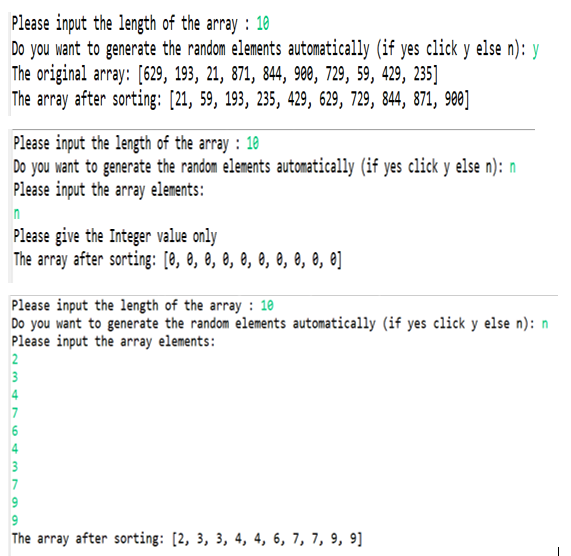 Please input the length of the array : 10
Do you want to generate the random elements automatically (if yes click y else n): y
The original array: [629, 193, 21, 871, 844, 900, 729, 59, 429, 235]
The array after sorting: [21, 59, 193, 235, 429, 629, 729, 844, 871, 900]
Please input the length of the array : 10
Do you want to generate the random elements automatically (if yes click y else n): n
Please input the array elements:
n
Please give the Integer value only
The array after sorting: [0, 0, 0, 0, 0, 0, 0, 0, 0, 0]
Please input the length of the array : 10
Do you want to generate the random elements automatically (if yes click y else n): n
Please input the array elements:
2
3
4
7
6
4
3
7
9
9
The array after sorting: [2, 3, 3, 4, 4, 6, 7, 7, 9, 9]